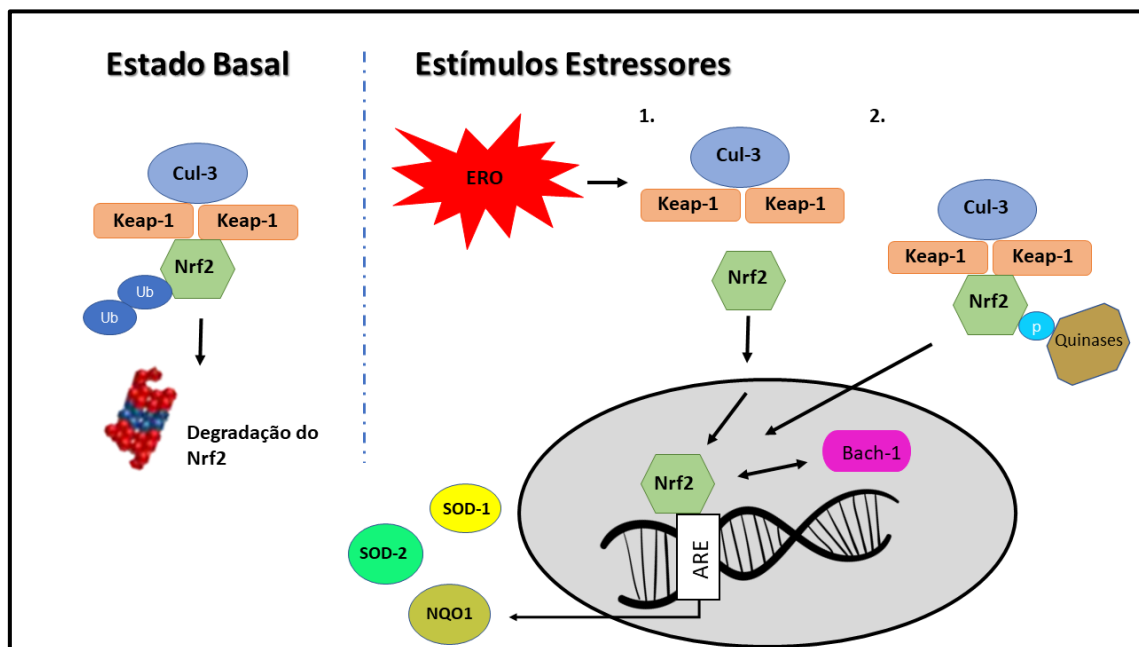 Estado Basal
Cul-3
Keap-1
Keap-1
Nrf2
Ub
Ub
Degradação do
Nrf2
Estímulos Estressores
ERO
1.
Cul-3
Keap-1
Keap-1
Nrf2
2.
Cul-3
Keap-1
Keap-1
Nrf2
p
Quinases
Nrf2
Bach-1
ARE
SOD-1
SOD-2
NQO1